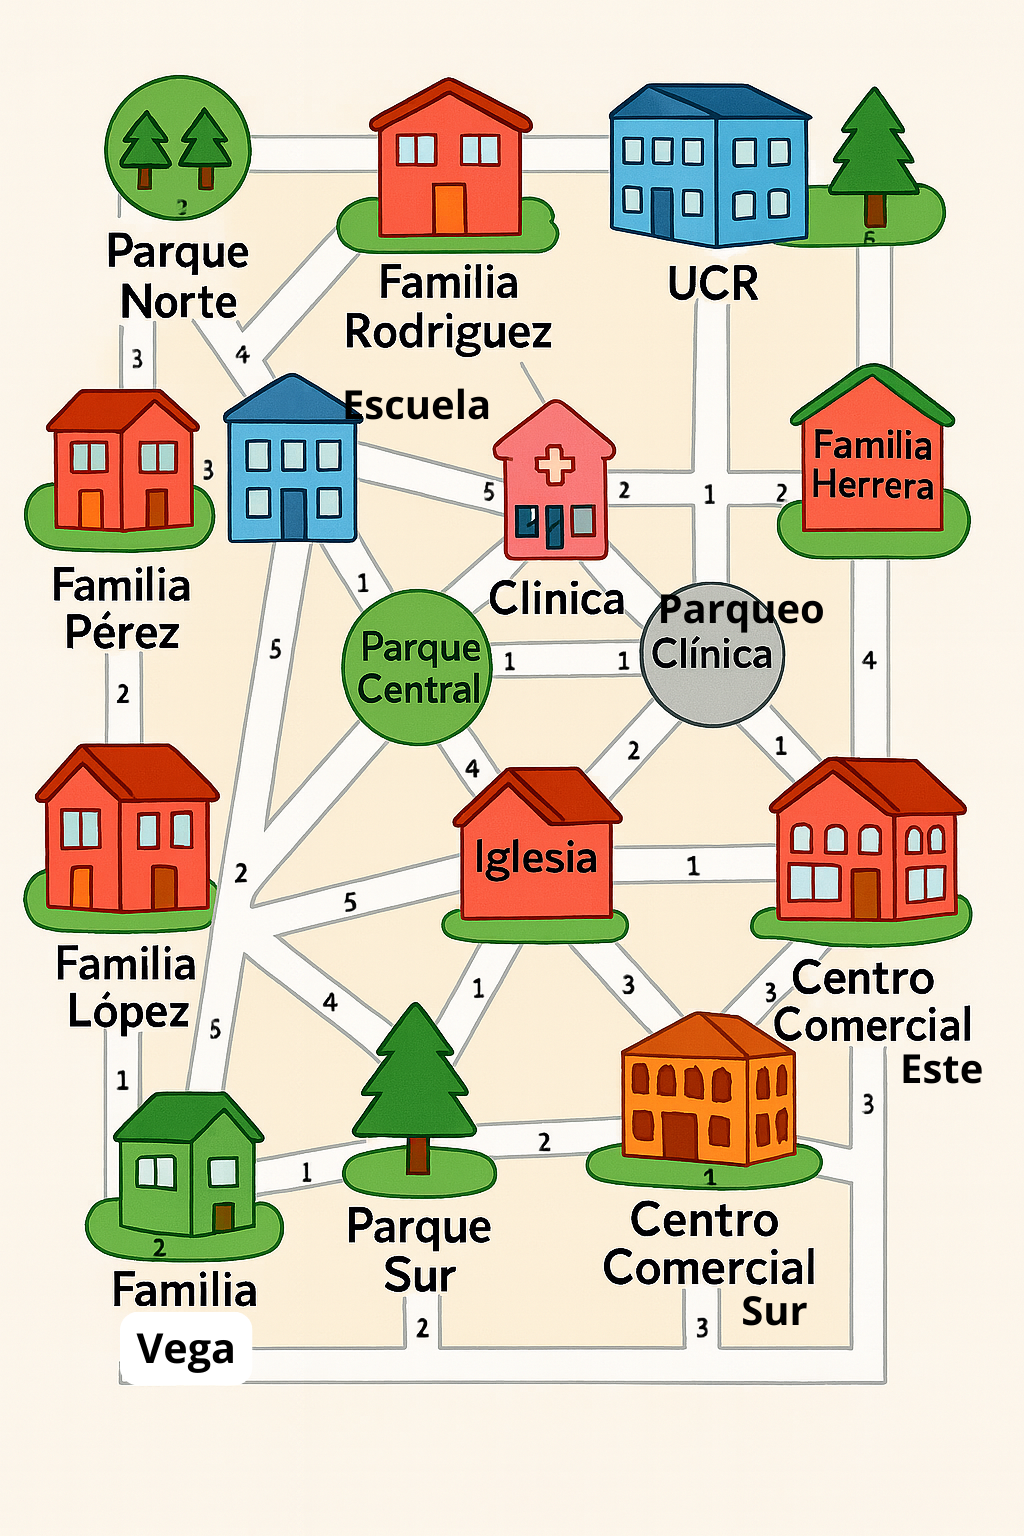 ?
Parque
Norte
Familia
Rodriguez
UCR
3
4
Escuela
Familia
Herrera
3
5
2
1
2
Familia
Pérez
1
Clinica
Parqueo
Clínica
Parque
Central
5
1
1
4
2
4
2
1
Iglesia
2
5
1
Familia
López
5
4
1
3
3
Centro
Comercial
Este
1
3
1
2
1
2
Familia
Vega
Parque
Sur
Centro
Comercial
Sur
2
3